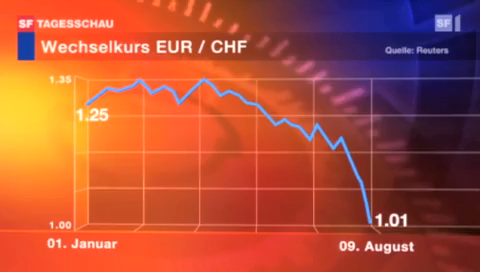 SF TAGESSCHAU
SF 1
Wechselkurs EUR / CHF
Quelle: Reuters
1.35
1.25
1.00
1.01
01. Januar
09. August